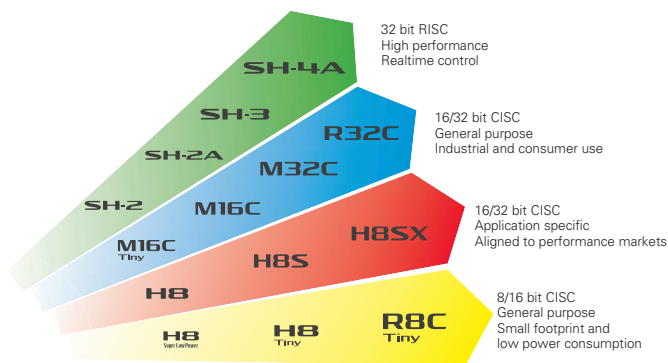 SH-4A
SH-3
SH-2A
SH-2
32 bit RISC
High performance
Realtime control
R32C
M32C
M16C
M16C
Tiny
16/32 bit CISC
General purpose
Industrial and consumer use
H8SX
H8S
H8
16/32 bit CISC
Application specific
Aligned to performance markets
R8C
Tiny
H8
Tiny
H8
Super Low Power
8/16 bit CISC
General purpose
Small footprint and
low power consumption